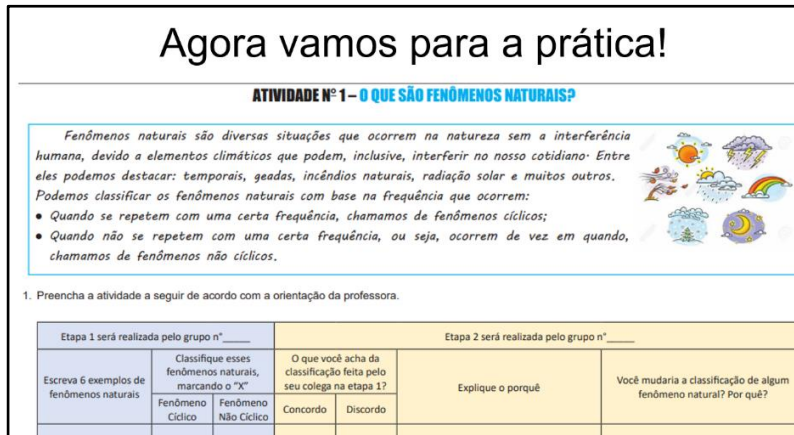 Agora vamos para a prática!
ATIVIDADE Nº 1 – O QUE SÃO FENÔMENOS NATURAIS?
Fenômenos naturais são diversas situações que ocorrem na natureza sem a interferência
humana, devido a elementos climáticos que podem, inclusive, interferir no nosso cotidiano. Entre
eles podemos destacar: temporais, geadas, incêndios naturais, radiação solar e muitos outros.
Podemos classificar os fenômenos naturais com base na frequência que ocorrem:
• Quando se repetem com uma certa frequência, chamamos de fenômenos cíclicos;
• Quando não se repetem com uma certa frequência, ou seja, ocorrem de vez em quando,
chamamos de fenômenos não cíclicos.
1. Preencha a atividade a seguir de acordo com a orientação da professora.
Etapa 1 será realizada pelo grupo n°_____
Etapa 2 será realizada pelo grupo n°_____
Escreva 6 exemplos de
fenômenos naturais
Classifique esses
fenômenos naturais,
marcando o "X"
Fenômeno
Cíclico
Fenômeno
Não Cíclico
O que você acha da
classificação feita pelo
seu colega na etapa 1?
Concordo
Discordo
Explique o porquê
Você mudaria a classificação de algum
fenômeno natural? Por quê?